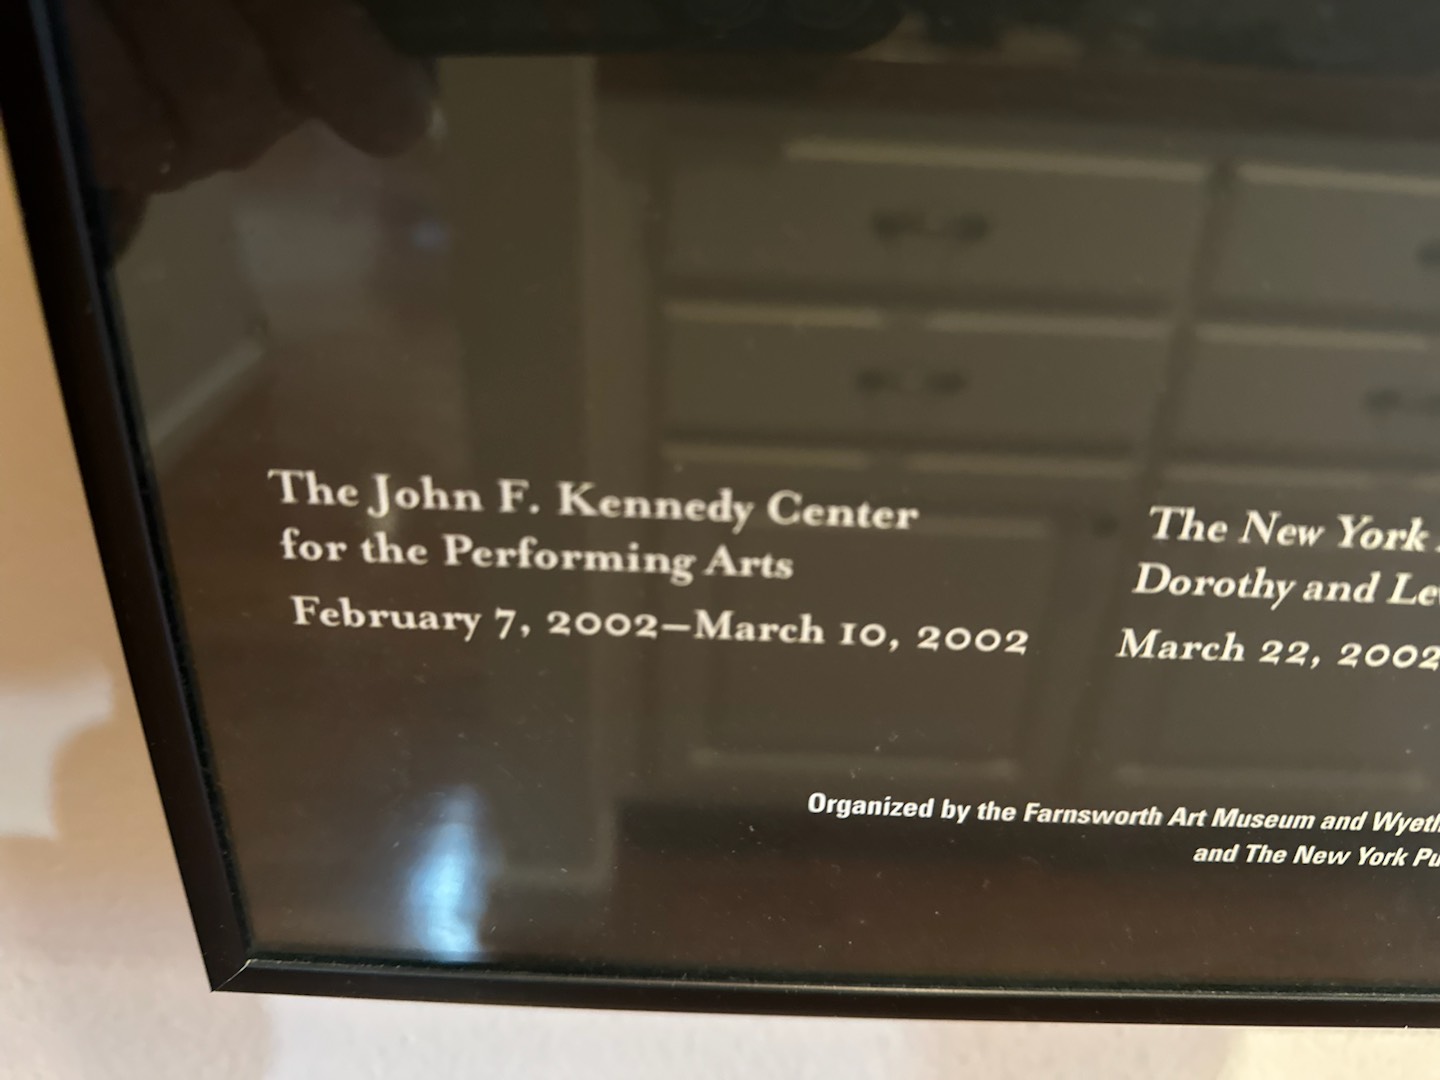 The John F. Kennedy Center
for the Performing Arts
February 7, 2002–March 10, 2002
The New York
Dorothy and
March 22, 2002
Organized by the Farnsworth Art Museum and
and The New York